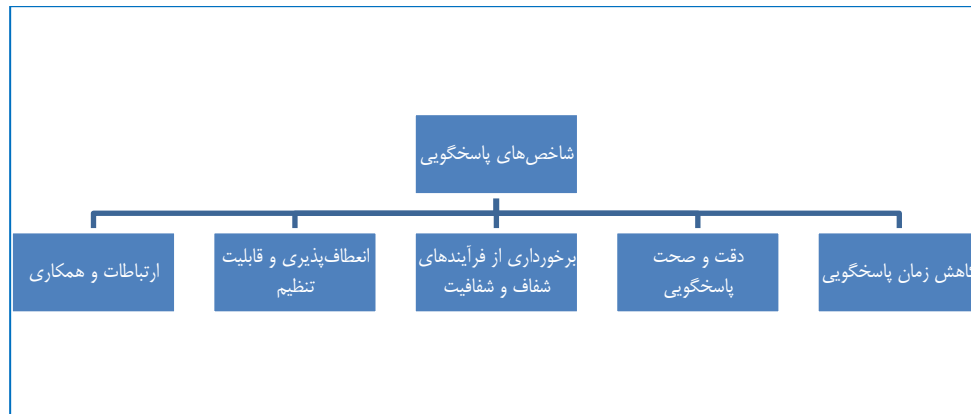 شاخص‌های پاسخگویی
کاهش زمان پاسخگویی
دقت و صحت
پاسخگویی
برخورداری از فرآیندهای
شفاف و شفافیت
انعطاف‌پذیری و قابلیت
تنظیم
ارتباطات و همکاری